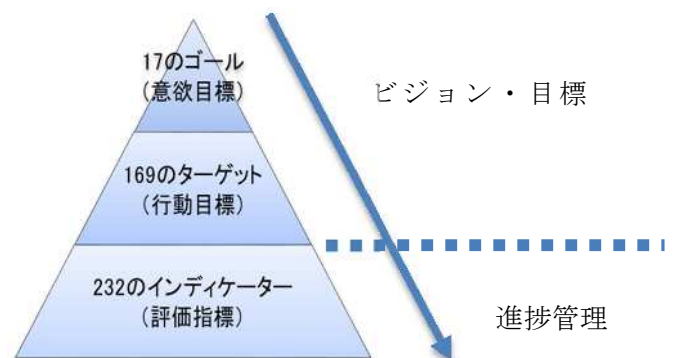 17のゴール
(意欲目標)
ビジョン・目標
169のターゲット
(行動目標)
232のインディケーター
(評価指標)
進捗管理